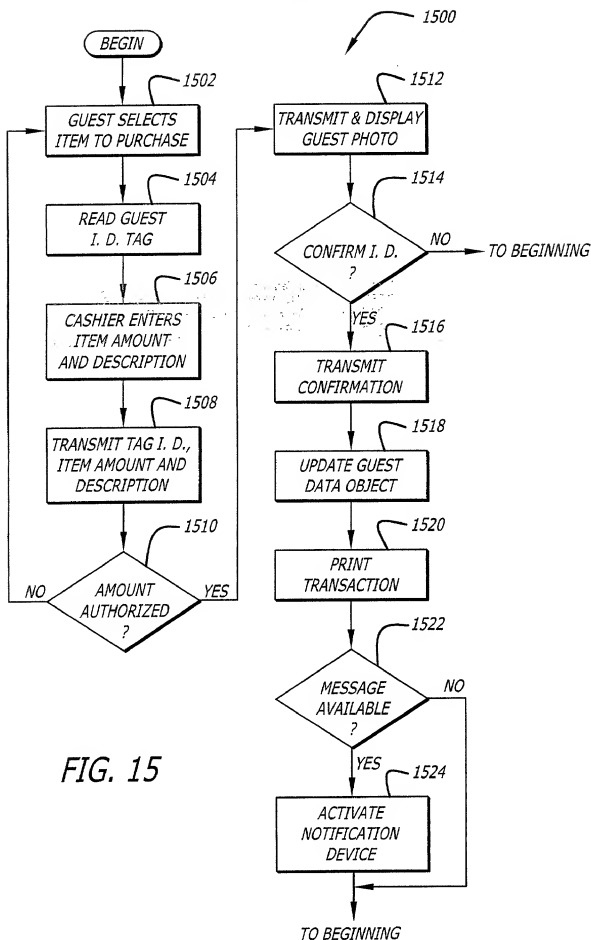 BEGIN
1502
GUEST SELECTS
ITEM TO PURCHASE
1504
READ GUEST
I. D. TAG
1506
CASHIER ENTERS
ITEM AMOUNT
AND DESCRIPTION
1508
TRANSMIT TAG I. D.,
ITEM AMOUNT AND
DESCRIPTION
1510
NO
AMOUNT
AUTHORIZED
?
YES
1500
1512
TRANSMIT & DISPLAY
GUEST PHOTO
1514
CONFIRM I. D.
?
NO
TO BEGINNING
YES
1516
TRANSMIT
CONFIRMATION
1518
UPDATE GUEST
DATA OBJECT
1520
PRINT
TRANSACTION
1522
MESSAGE
AVAILABLE
?
NO
YES
1524
ACTIVATE
NOTIFICATION
DEVICE
TO BEGINNING
FIG. 15